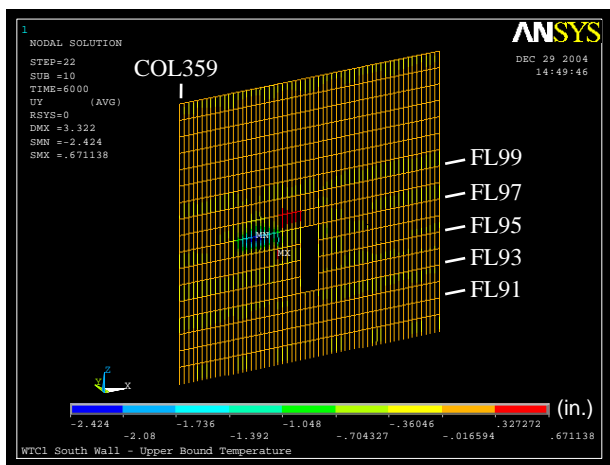 1
NODAL SOLUTION
STEP=22
SUB =10
TIME=6000
UY (AVG)
RSYS=0
DMX =3.322
SMN =-2.424
SMX =.671138
ANSYS
DEC 29 2004
14:49:46
COL359
FL99
FL97
FL95
FL93
FL91
MN
MX
Z
Y
X
(in.)
-2.424 -1.736 -1.048 -.36046 .327272
-2.08 -1.392 -.704327 -.016594 .671138
WTC1 South Wall - Upper Bound Temperature